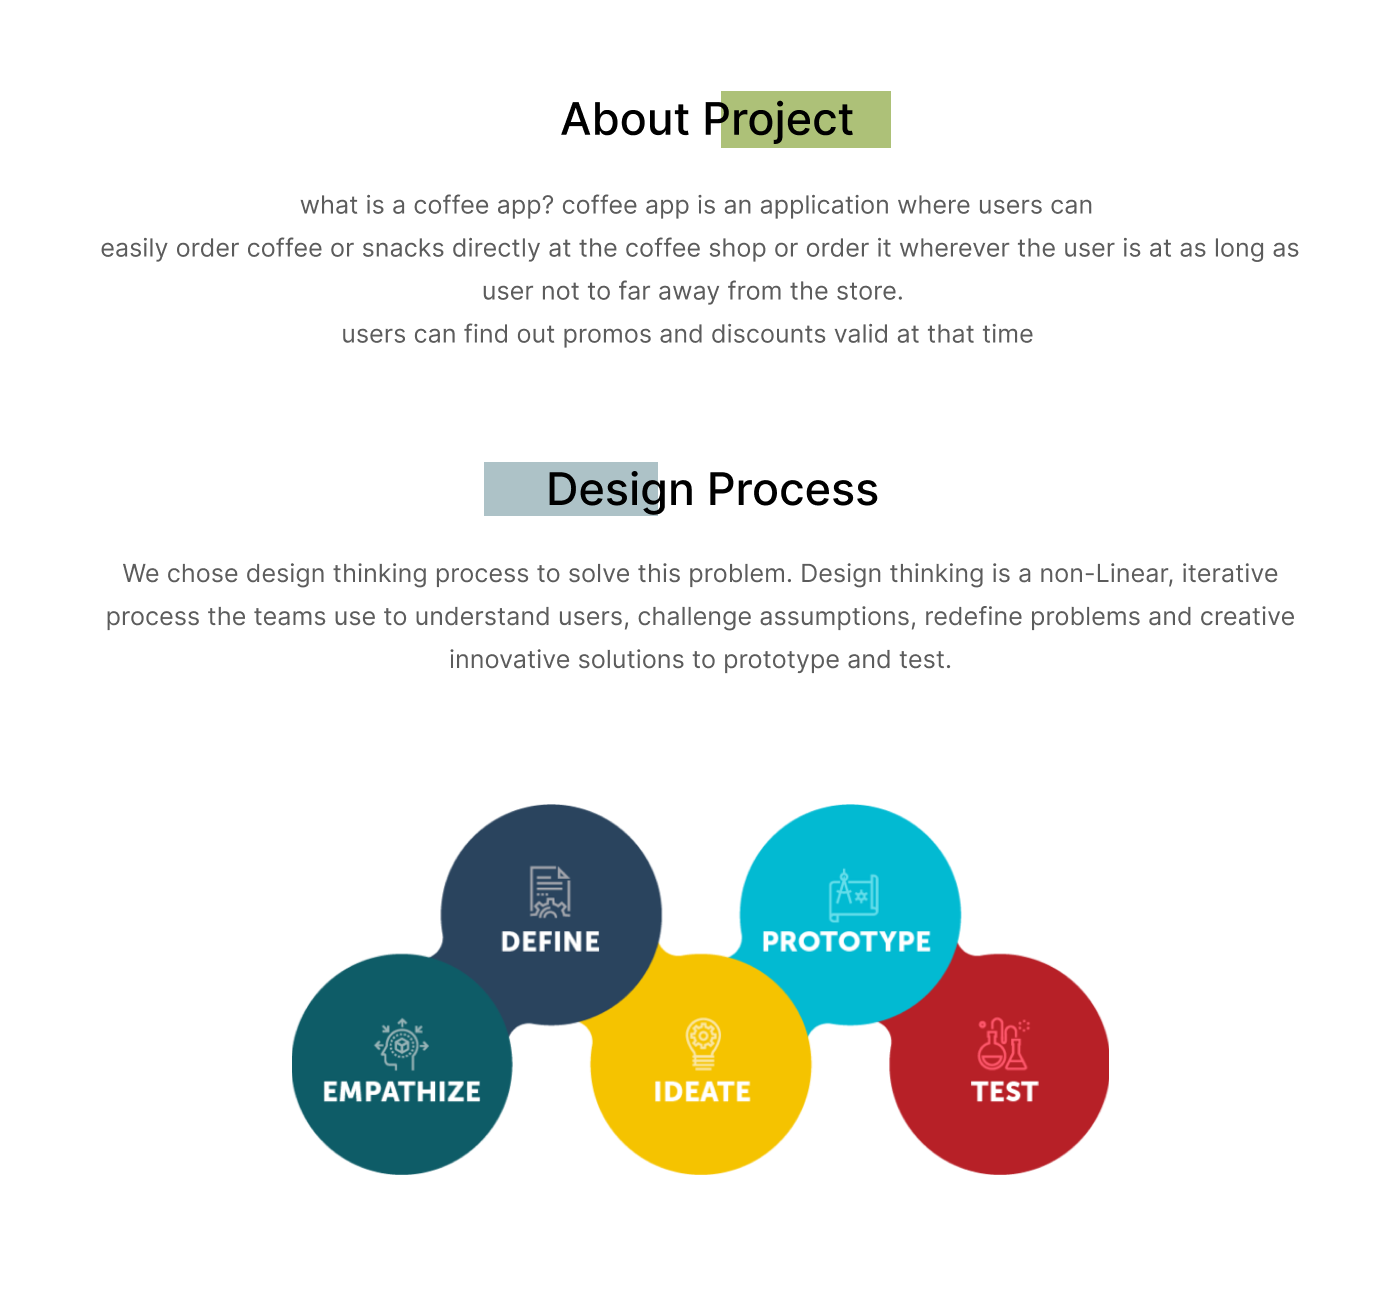 About Project
what is a coffee app? coffee app is an application where users can
easily order coffee or snacks directly at the coffee shop or order it wherever the user is at as long as
user not to far away from the store.
users can find out promos and discounts valid at that time
Design Process
We chose design thinking process to solve this problem. Design thinking is a non-Linear, iterative
process the teams use to understand users, challenge assumptions, redefine problems and creative
innovative solutions to prototype and test.
DEFINE
PROTOTYPE
EMPATHIZE
IDEATE
TEST